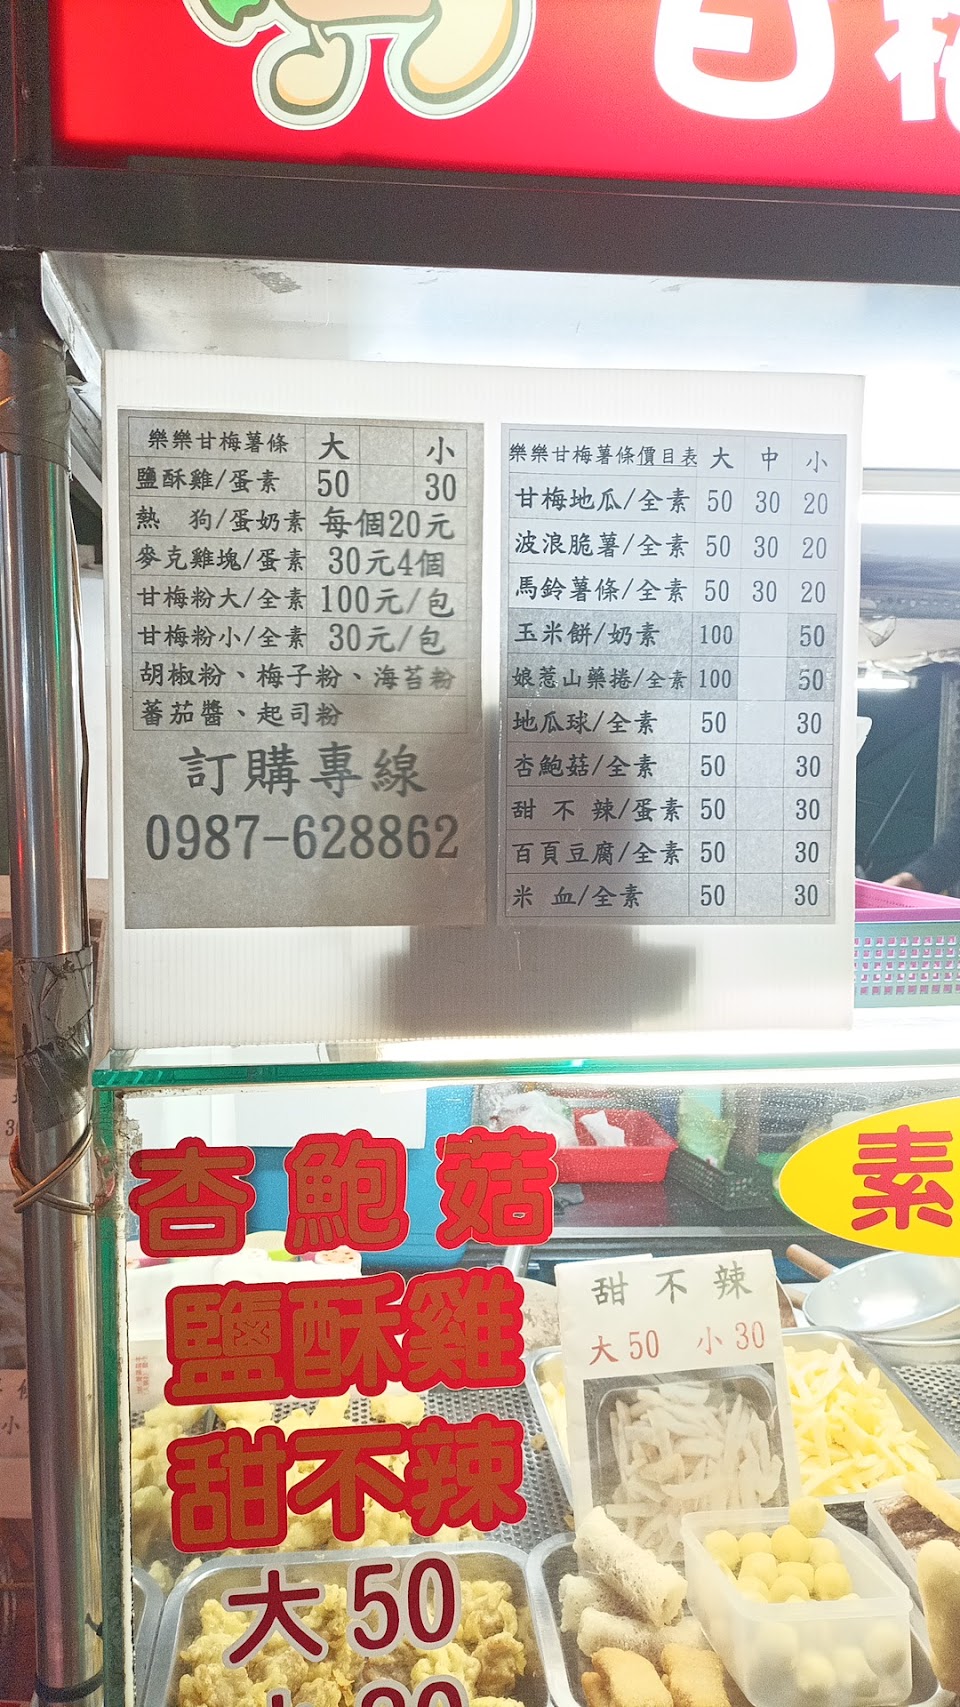 樂樂甘梅薯條 大 小
鹽酥雞/蛋素 50 30
熱 狗/蛋奶素 每個20元
麥克雞塊/蛋素 30元4個
甘梅粉大/全素 100元/包
甘梅粉小/全素 30元/包
胡椒粉、梅子粉、海苔粉
蕃茄醬、起司粉
訂購專線
0987-628862
樂樂甘梅薯條價目表 大 中 小
甘梅地瓜/全素 50 30 20
波浪脆薯/全素 50 30 20
馬鈴薯條/全素 50 30 20
玉米餅/奶素 100 50
娘惹山藥捲/全素 100 50
地瓜球/全素 50 30
杏鮑菇/全素 50 30
甜 不 辣/蛋素 50 30
百頁豆腐/全素 50 30
米 血/全素 50 30
杏鮑菇
鹽酥雞
甜不辣
大50
素
甜 不 辣
大50 小30